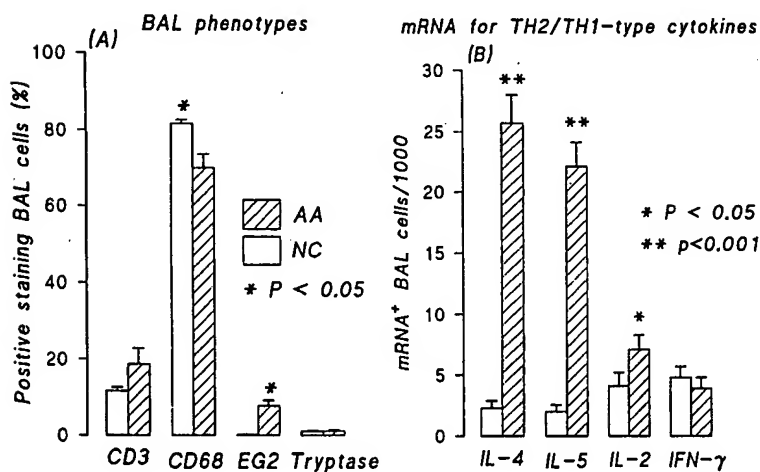 BAL phenotypes
(A)
Positive staining BAL cells (%)
100
80
60
40
20
0
*
AA
NC
* P < 0.05
*
CD3 CD68 EG2 Tryptase
mRNA for TH2/TH1-type cytokines
(B)
mRNA+ BAL cells/1000
30
25
20
15
10
5
0
**
**
* P < 0.05
** p<0.001
*
IL-4 IL-5 IL-2 IFN-γ